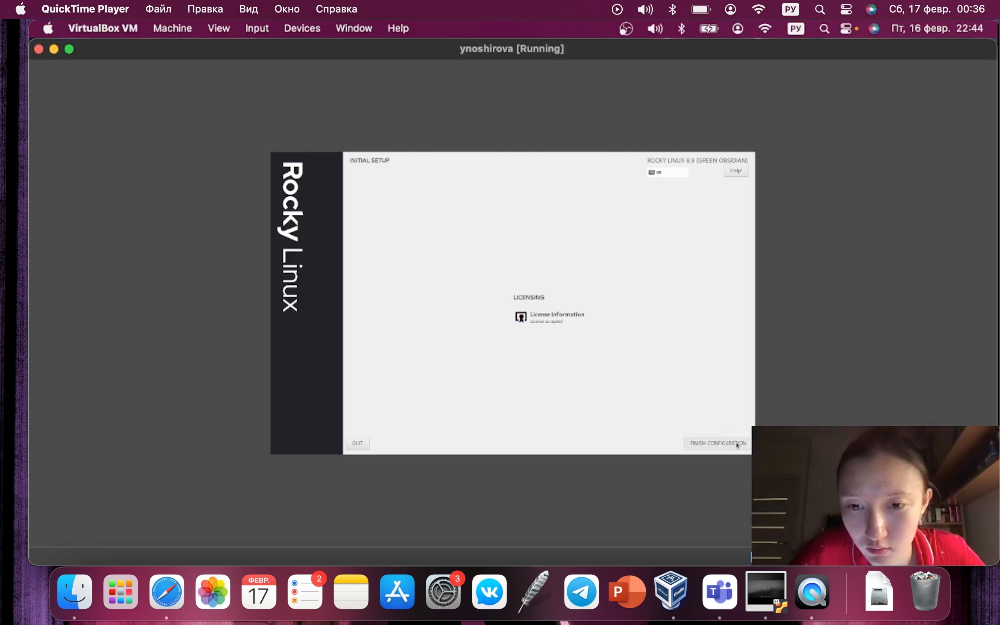 QuickTime Player Файл Правка Вид Окно Справка РУ Сб, 17 февр. 00:36
VirtualBox VM Machine View Input Devices Window Help РУ Пт, 16 февр. 22:44
ynoshirova [Running]
Rocky Linux
INITIAL SETUP
ROCKY LINUX 8.9 (GREEN OBSIDIAN)
us
Help!
LICENSING
License Information
License accepted
QUIT
FINISH CONFIGURATION
ФЕВР.
17
2
3
P
T
64